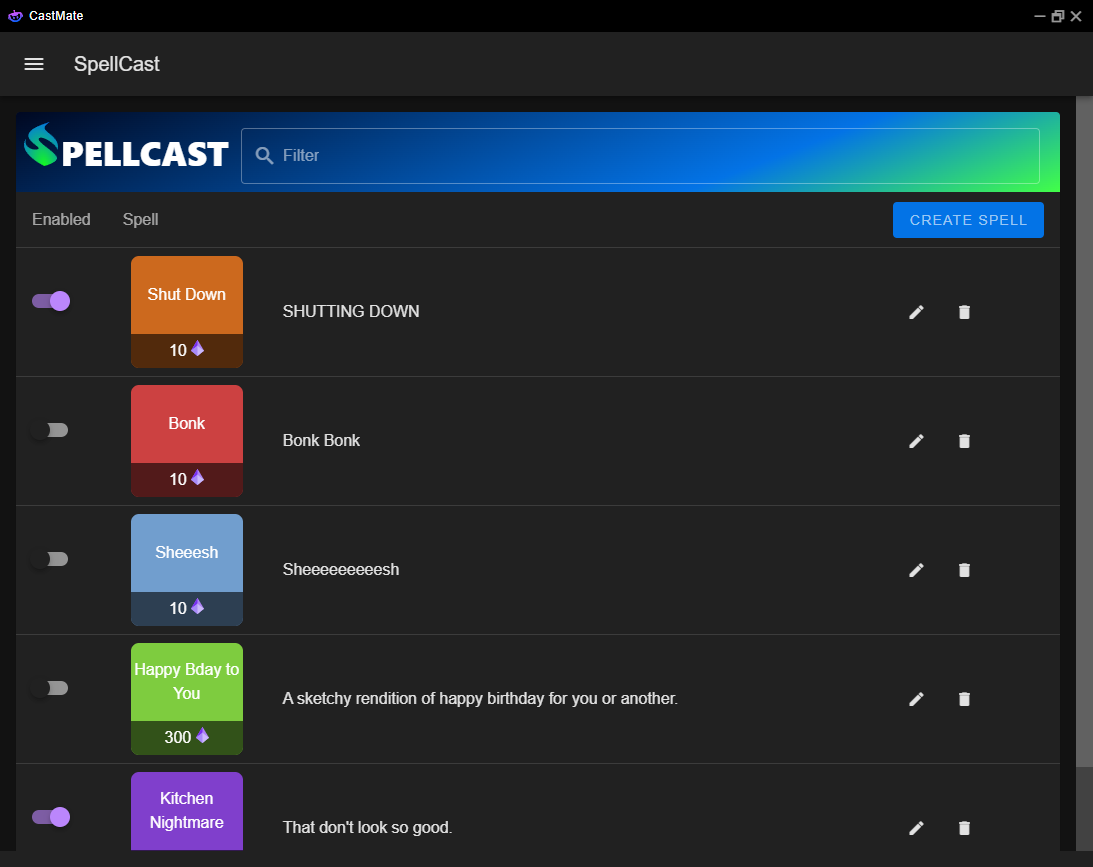 CastMate
SpellCast
SPELLCAST
Filter
Enabled Spell CREATE SPELL
Shut Down
SHUTTING DOWN
10
Bonk
Bonk Bonk
10
Sheeesh
Sheeeeeeeeesh
10
Happy Bday to
You
A sketchy rendition of happy birthday for you or another.
300
Kitchen
Nightmare
That don't look so good.